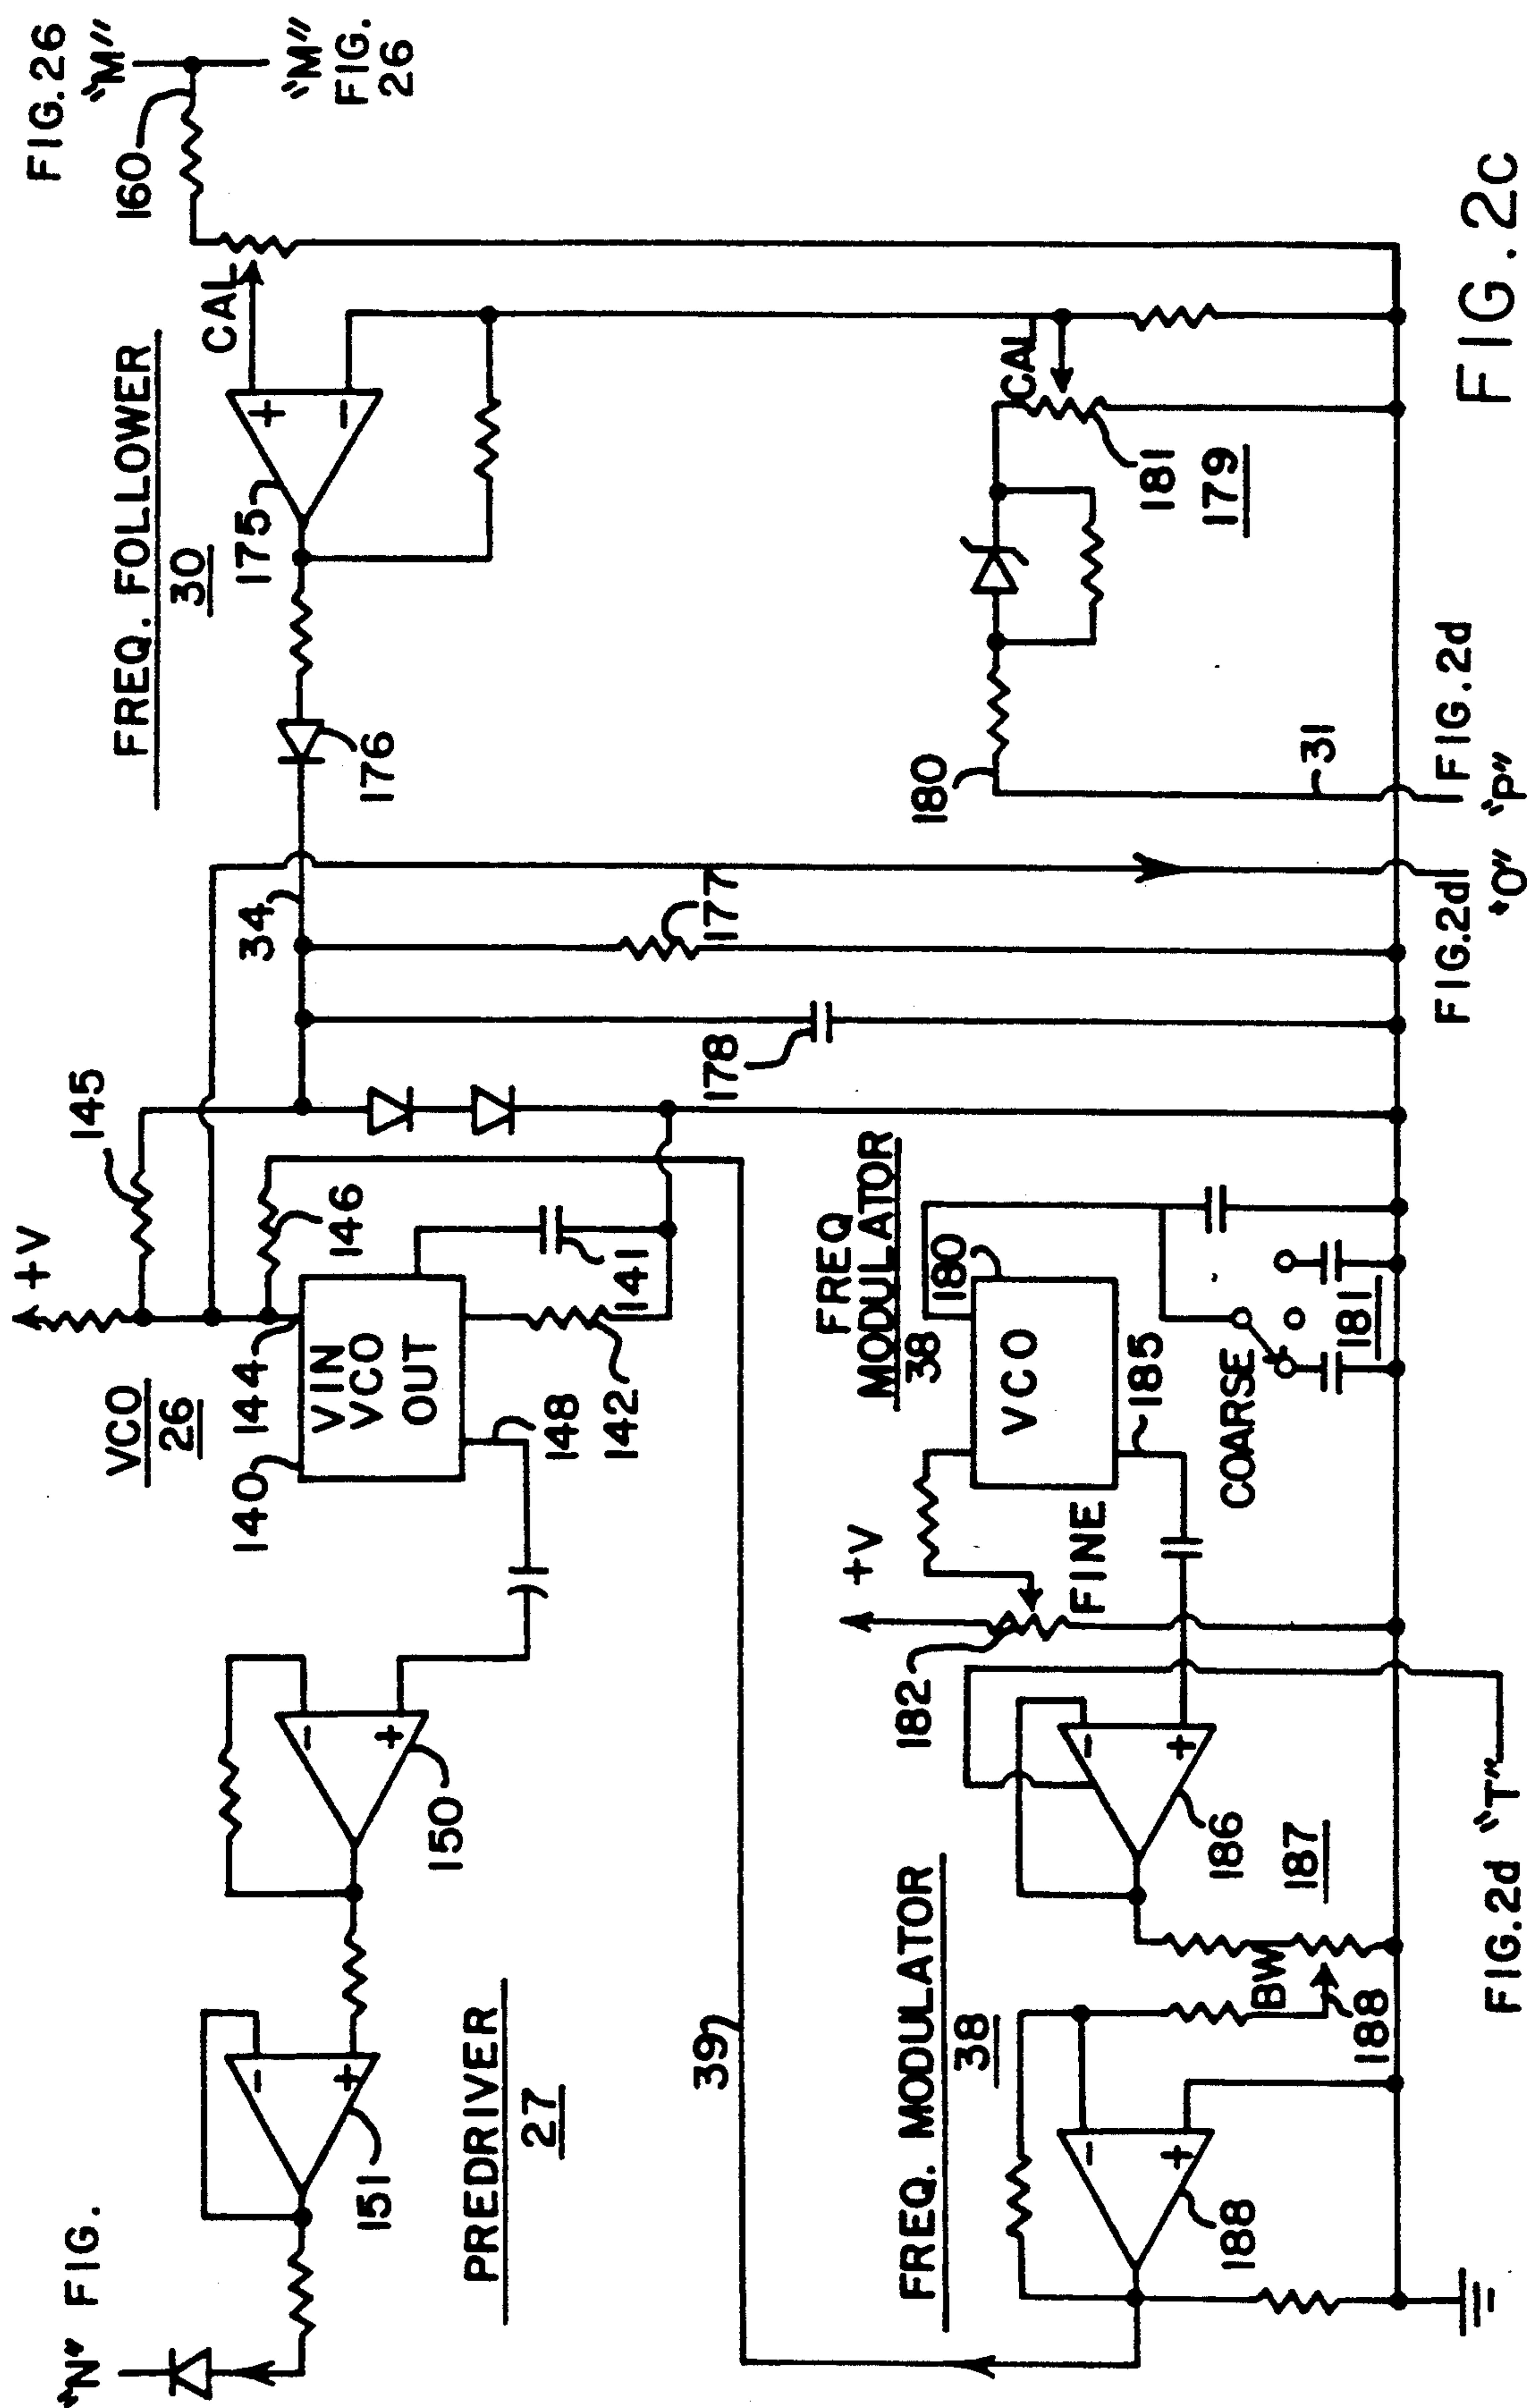 "N" FIG.
151
PREDRIVER
27
150
+V
145
VCO
26
140
144
VIN
VCO
OUT
146
141
148
142
34
177
178
176
FREQ. FOLLOWER
30
175
+
-
CAL
160
FIG. 26
"M"
"M"
FIG.
26
39
FREQ. MODULATOR
38
188
-
+
186
187
BW
188
182
+V
FINE
FREQ
MODULATOR
38
180
VCO
185
COARSE
181
180
31
CAL
181
179
-
+
-
+
-
+
FIG.2d "T"
FIG.2d
"O"
"P"
FIG.2d
FIG.2c